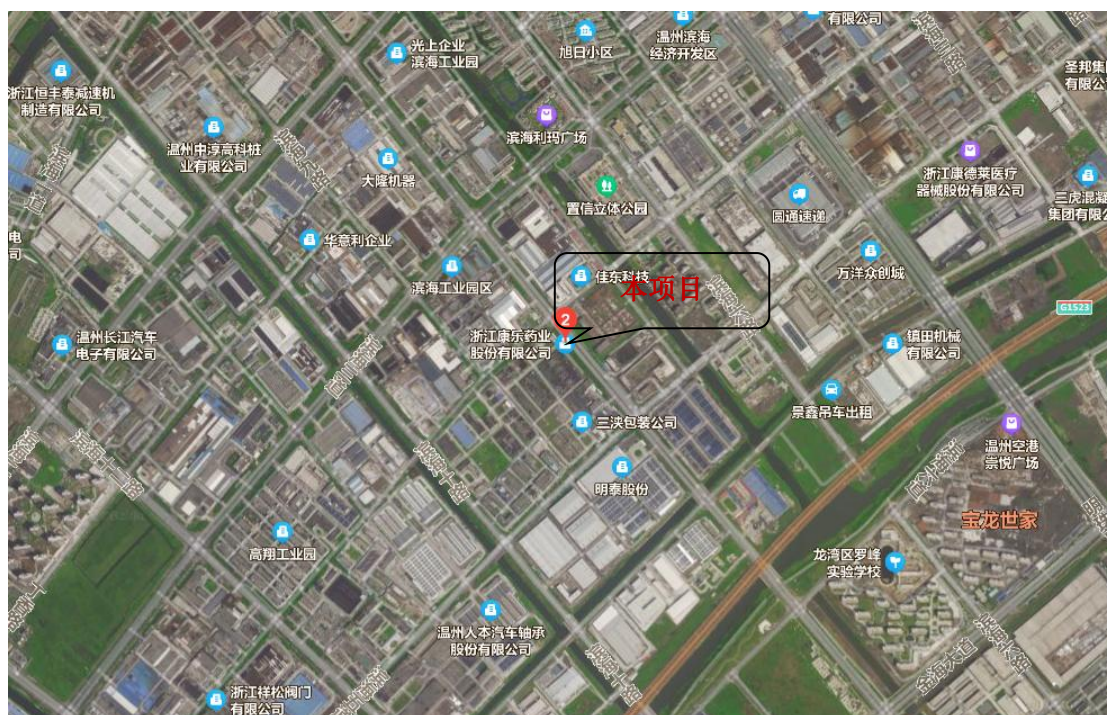 有限公司
光上企业
滨海工业园
旭日小区
温州滨海
经济开发区
圣邦集团
有限公
浙江恒丰泰减速机
制造有限公司
温州中淳高科桩
业有限公司
滨海利玛广场
大隆机器
浙江康德莱医疗
器械股份有限公司
三虎混凝
集团有限公
置信立体公园
圆通速递
电
司
华意利企业
滨海工业园区
佳东科技
本项目
万洋众创城
G1523
2
温州长江汽车
电子有限公司
浙江康乐药业
股份有限公司
镇田机械
有限公司
景鑫吊车出租
三泱包装公司
温州空港
崇悦广场
明泰股份
宝龙世家
高翔工业园
龙湾区罗峰
实验学校
温州人本汽车轴承
股份有限公司
金海大道
浙江祥松阀门
有限公司